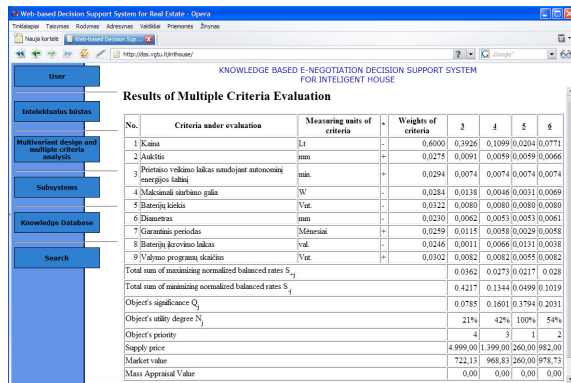 Web-based Decision Support System for Real Estate - Opera
Tinklalapiai Taisymas Rodymas Adresynas Valdikliai Priemonės Žinynas
Nauja kortelė Web-based Decision Sup...
http://dss.vgtu.lt/inthouse/ Google
KNOWLEDGE BASED E-NEGOTIATION DECISION SUPPORT SYSTEM
FOR INTELIGENT HOUSE
User
Intelektualus būstas
Multivariant design and
multiple criteria
analysis
Subsystems
Knowledge Database
Search
Results of Multiple Criteria Evaluation
No. Criteria under evaluation Measuring units of criteria * Weights of criteria 3 4 5 6
1 Kaina Lt - 0,6000 0,3926 0,1099 0,0204 0,0771
2 Aukštis mm + 0,0275 0,0091 0,0059 0,0059 0,0066
3 Prietaiso veikimo laikas naudojant autonominį energijos šaltinį min. + 0,0294 0,0074 0,0074 0,0074 0,0074
4 Maksimali siurbimo galia W - 0,0284 0,0138 0,0046 0,0031 0,0069
5 Baterijų kiekis Vnt. - 0,0322 0,0080 0,0080 0,0080 0,0080
6 Diametras mm - 0,0230 0,0062 0,0053 0,0053 0,0061
7 Garantinis periodas Mėnesiai + 0,0259 0,0115 0,0058 0,0029 0,0058
8 Baterijų įkrovimo laikas val. - 0,0246 0,0011 0,0066 0,0131 0,0038
9 Valymo programų skaičius Vnt. + 0,0302 0,0082 0,0082 0,0055 0,0082
Total sum of maximizing normalized balanced rates S+j 0.0362 0.0273 0.0217 0.028
Total sum of minimizing normalized balanced rates S-j 0.4217 0.1344 0.0499 0.1019
Object's significance Qj 0.0785 0.1601 0.3794 0.2031
Object's utility degree Nj 21% 42% 100% 54%
Object's priority 4 3 1 2
Supply price 4.999,00 1.399,00 260,00 982,00
Market value 722,13 968,83 260,00 978,73
Mass Appraisal Value 0,00 0,00 0,00 0,00